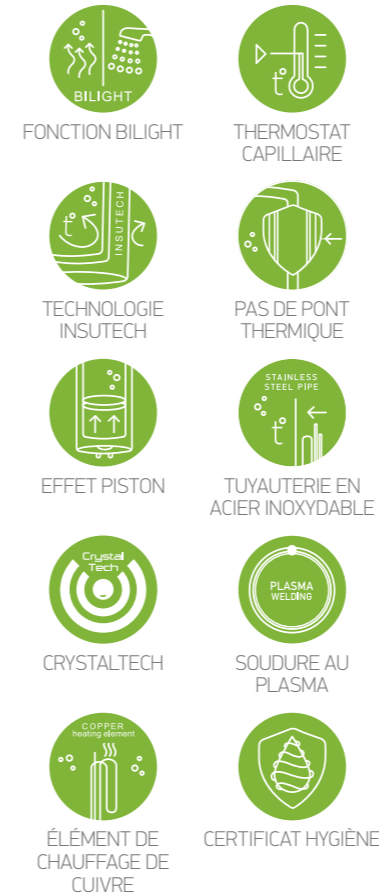 BILIGHT
FONCTION BILIGHT
t°
THERMOSTAT
CAPILLAIRE
t°
INSUTECH
TECHNOLOGIE
INSUTECH
PAS DE PONT
THERMIQUE
EFFET PISTON
STAINLESS
STEEL PIPE
t°
TUYAUTERIE EN
ACIER INOXYDABLE
Crystal
Tech
CRYSTALTECH
PLASMA
WELDING
SOUDURE AU
PLASMA
COPPER
heating element
ÉLÉMENT DE
CHAUFFAGE DE
CUIVRE
CERTIFICAT HYGIÈNE